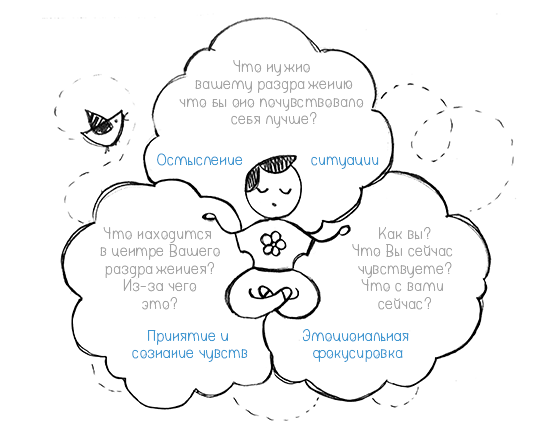 Что нужно
вашему раздражению
что бы оно почувствовало
себя лучше?
Осмысление ситуации
Что находится
в центре Вашего
раздражениея?
Из-за чего
это?
Принятие и
сознание чувств
Как вы?
Что Вы сейчас
чувствуете?
Что с вами
сейчас?
Эмоциональная
фокусировка